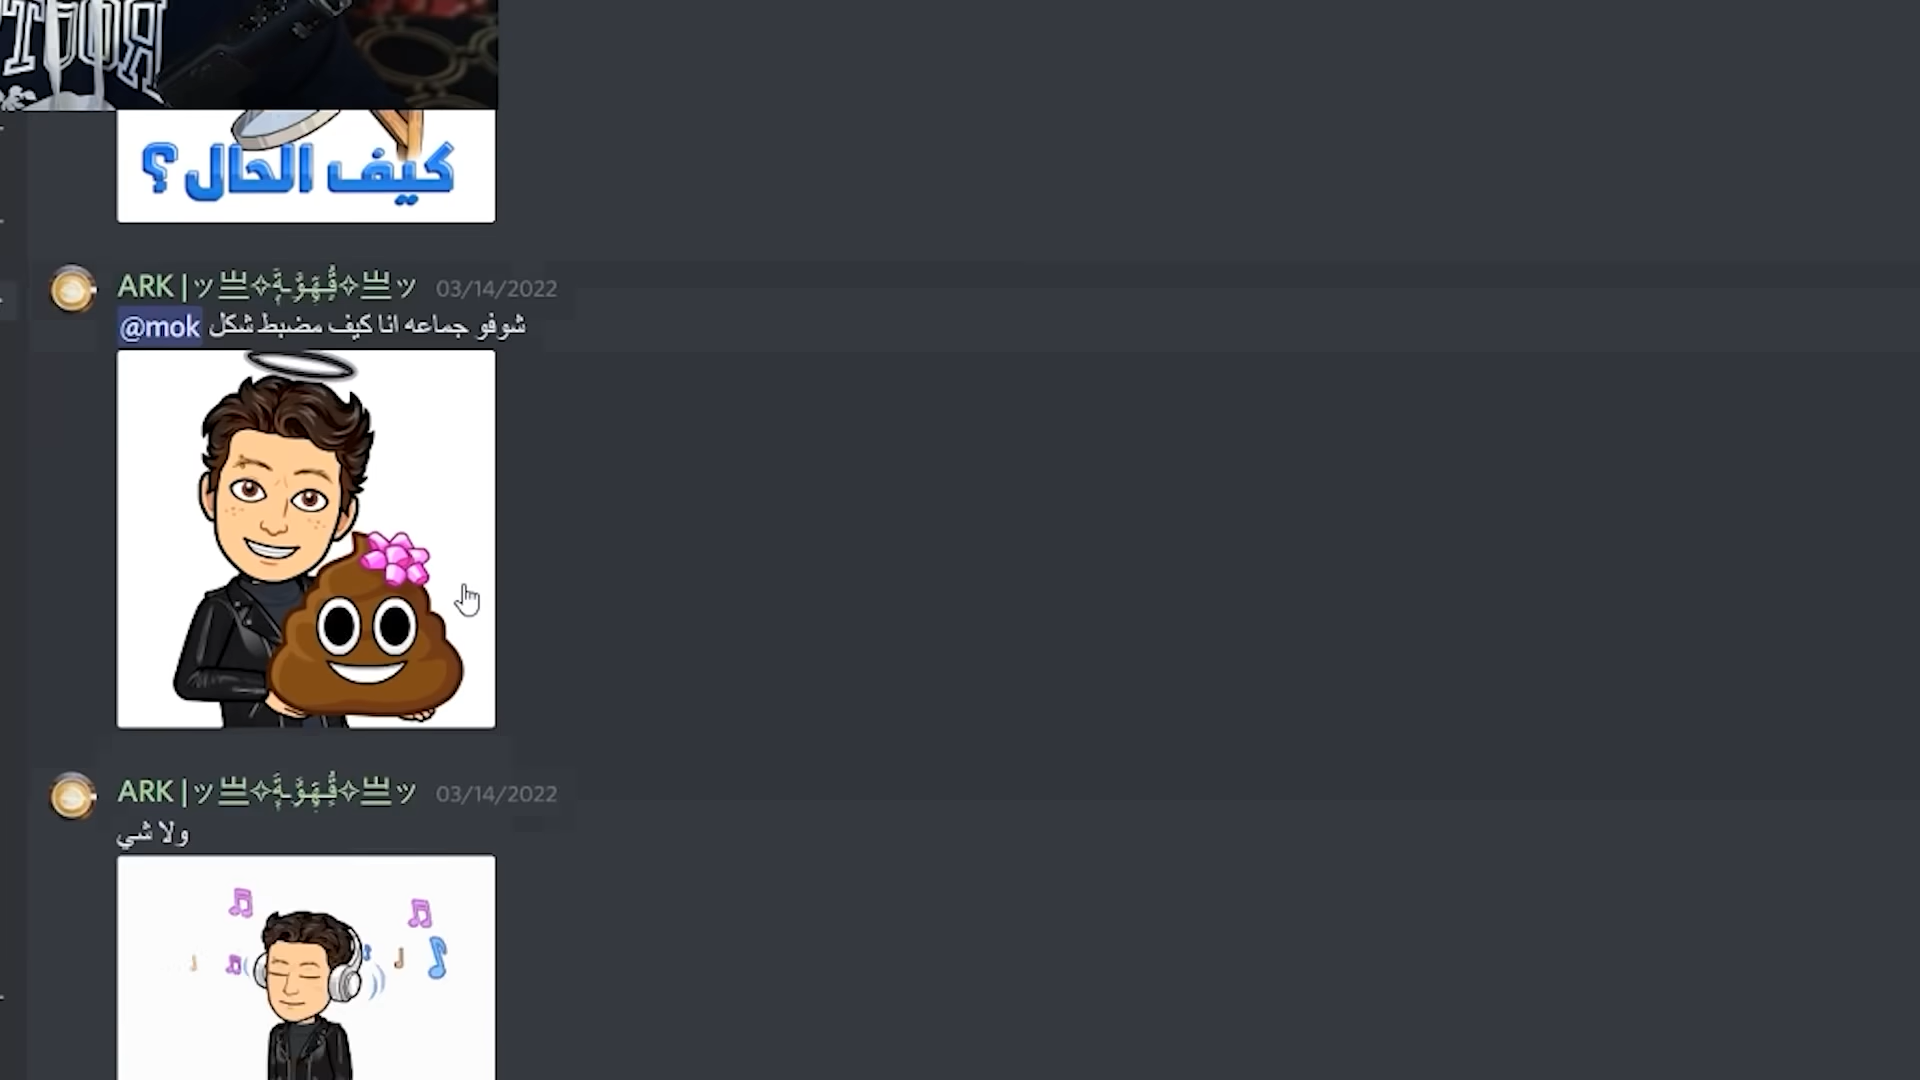 كيف الحال؟
ARK |ッ亗✧قَهِوَةّ✧亗ッ 03/14/2022
@mok شوفو جماعه انا كيف مضبط شكل
ARK |ッ亗✧قَهِوَةّ✧亗ッ 03/14/2022
ولا شي